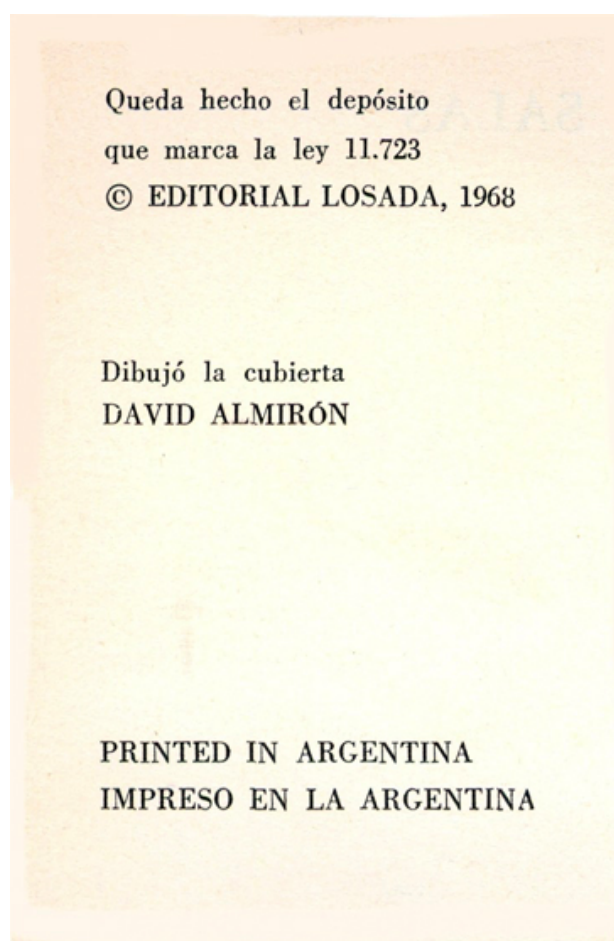 Queda hecho el depósito
que marca la ley 11.723
© EDITORIAL LOSADA, 1968
Dibujó la cubierta
DAVID ALMIRÓN
PRINTED IN ARGENTINA
IMPRESO EN LA ARGENTINA